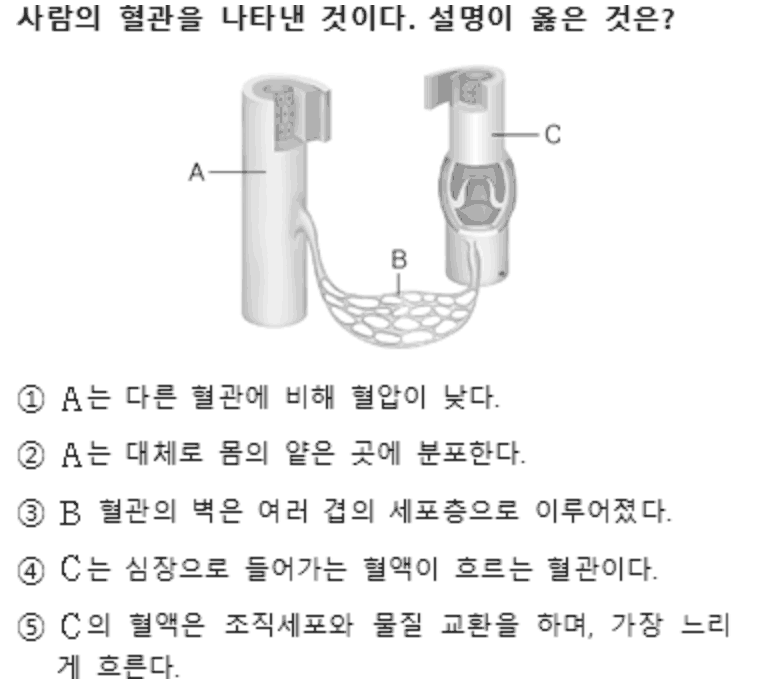 사람의 혈관을 나타낸 것이다. 설명이 옳은 것은?
A
C
B
① A는 다른 혈관에 비해 혈압이 낮다.
② A는 대체로 몸의 얕은 곳에 분포한다.
③ B 혈관의 벽은 여러 겹의 세포층으로 이루어졌다.
④ C는 심장으로 들어가는 혈액이 흐르는 혈관이다.
⑤ C의 혈액은 조직세포와 물질 교환을 하며, 가장 느리
게 흐른다.